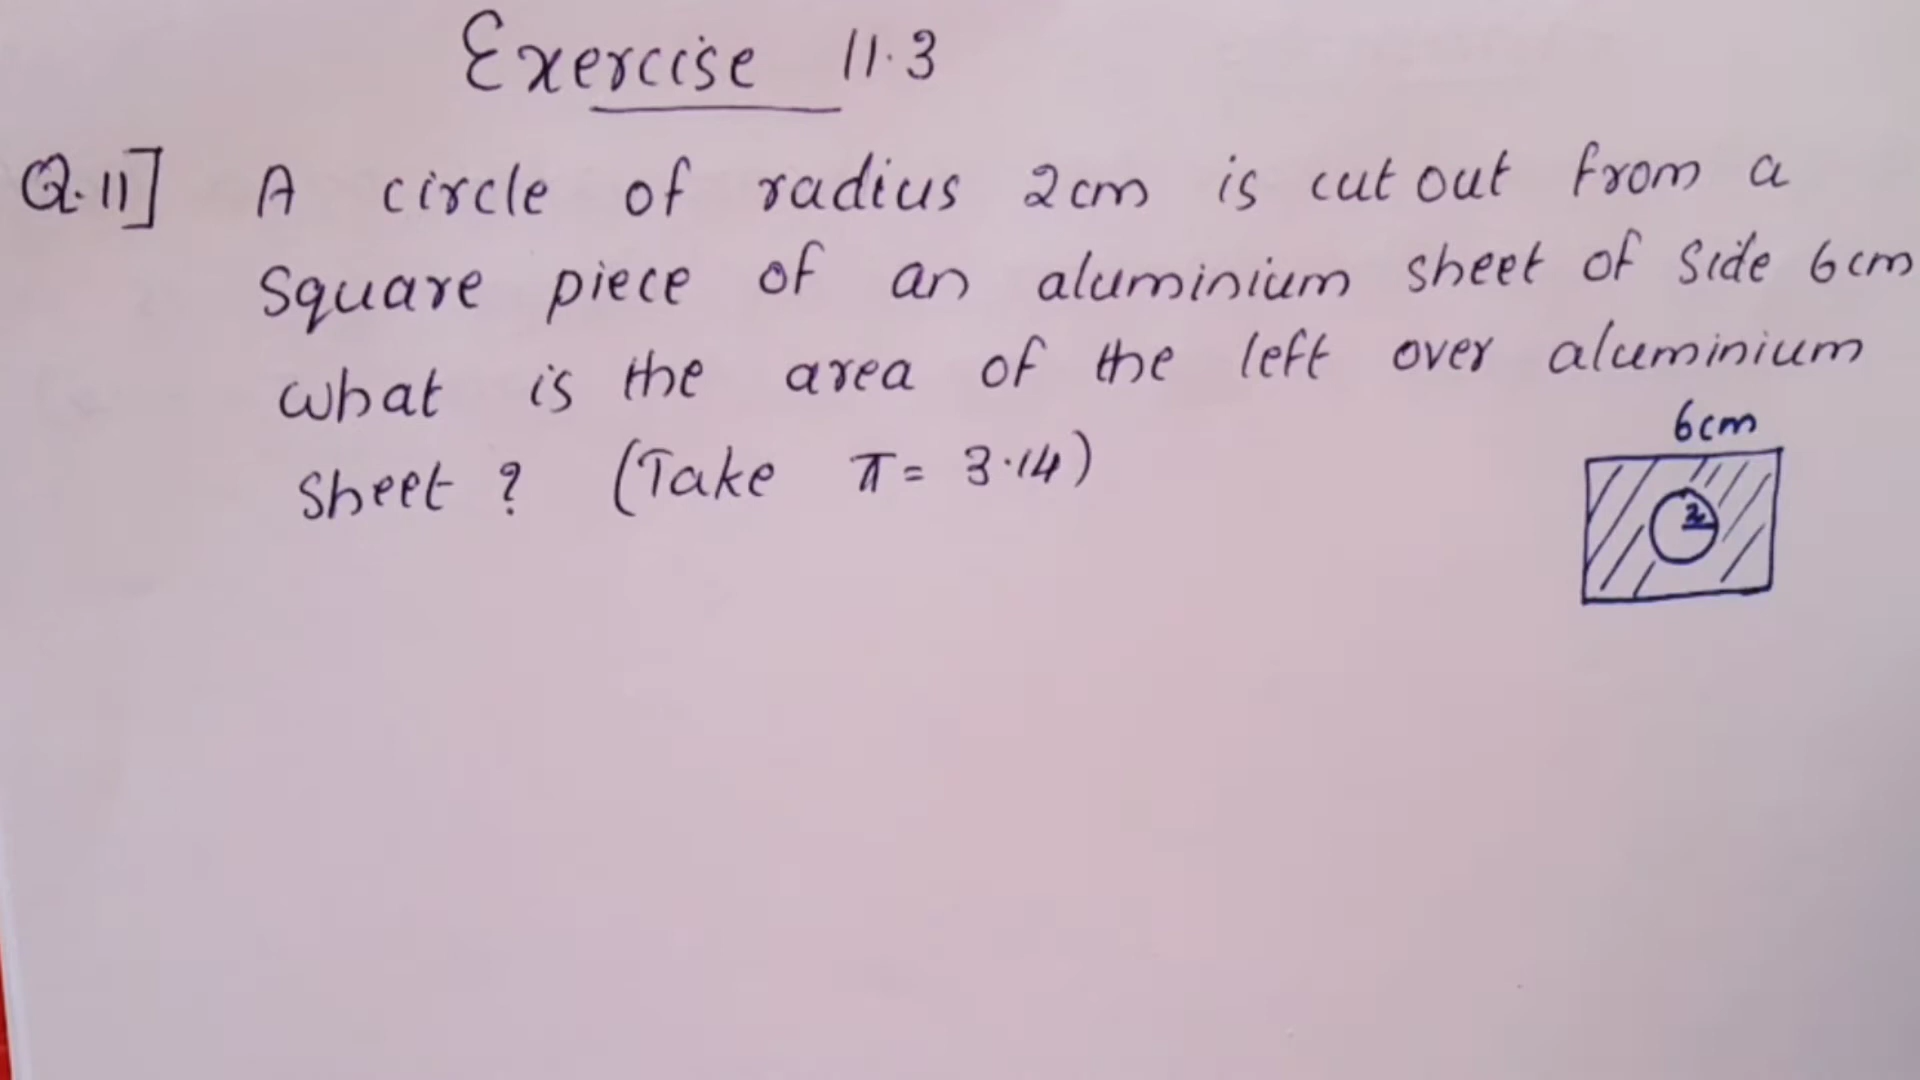 Exercise 11.3
Q.11] A circle of radius 2cm is cut out from a
square piece of an aluminium sheet of side 6cm
what is the area of the left over aluminium
sheet ? (Take π = 3.14)
6cm
2